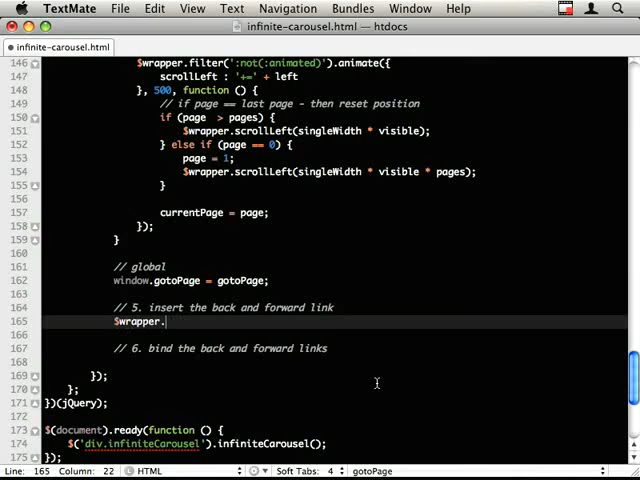 TextMate File Edit View Text Navigation Bundles Window Help
infinite-carousel.html — htdocs
infinite-carousel.html
146 $wrapper.filter(':not(:animated)').animate({
147 scrollLeft : '+=' + left
148 }, 500, function () {
149 // if page == last page - then reset position
150 if (page > pages) {
151 $wrapper.scrollLeft(singleWidth * visible);
152 } else if (page == 0) {
153 page = 1;
154 $wrapper.scrollLeft(singleWidth * visible * pages);
155 }
156
157 currentPage = page;
158 });
159 }
160
161 // global
162 window.gotoPage = gotoPage;
163
164 // 5. insert the back and forward link
165 $wrapper.
166
167 // 6. bind the back and forward links
168
169 });
170 };
171 })(jQuery);
172
173 $(document).ready(function () {
174 $('div.infiniteCarousel').infiniteCarousel();
175 });
Line: 165 Column: 22 HTML Soft Tabs: 4 gotoPage